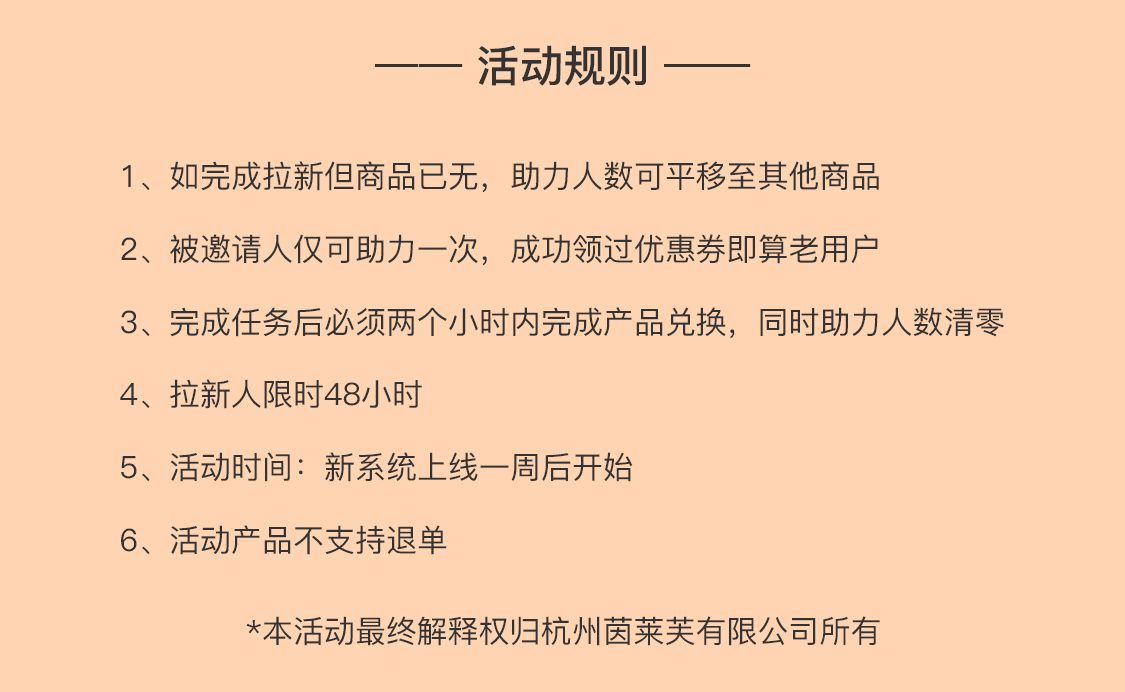 —— 活动规则 ——
1、如完成拉新但商品已无，助力人数可平移至其他商品
2、被邀请人仅可助力一次，成功领过优惠券即算老用户
3、完成任务后必须两个小时内完成产品兑换，同时助力人数清零
4、拉新人限时48小时
5、活动时间：新系统上线一周后开始
6、活动产品不支持退单
*本活动最终解释权归杭州茵莱芙有限公司所有